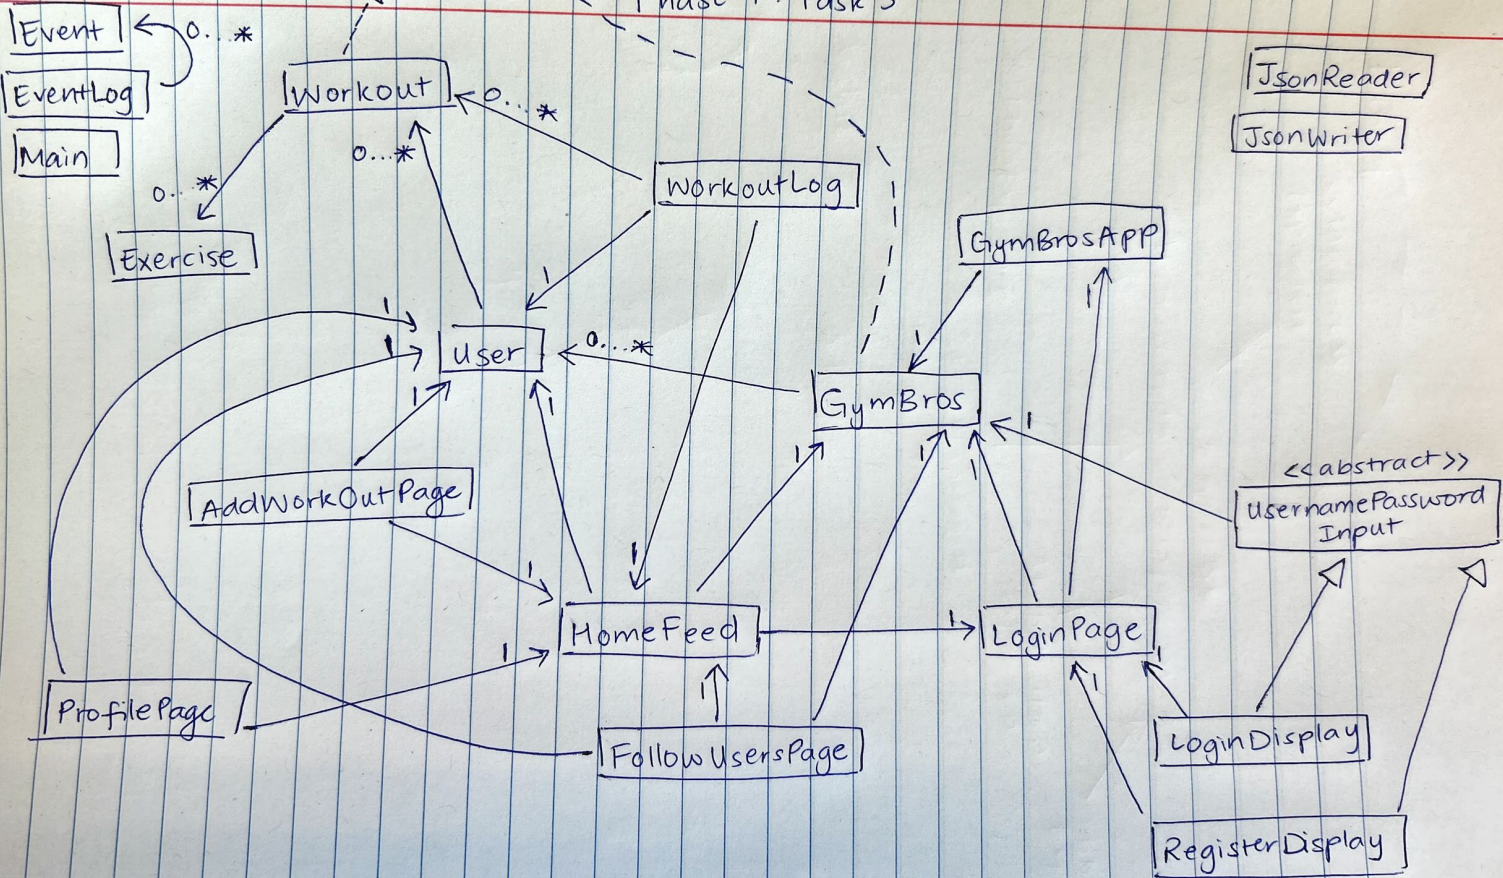 Event
0...*
EventLog
Main
Workout
0...*
0...*
0...*
Exercise
WorkoutLog
JsonReader
JsonWriter
GymBrosApp
1
1
1
1
1
User
0...*
1
1
GymBros
1
1
1
1
AddWorkOutPage
<<abstract>>
UsernamePassword
Input
1
1
HomeFeed
1
LoginPage
1
1
1
1
ProfilePage
FollowUsersPage
LoginDisplay
RegisterDisplay